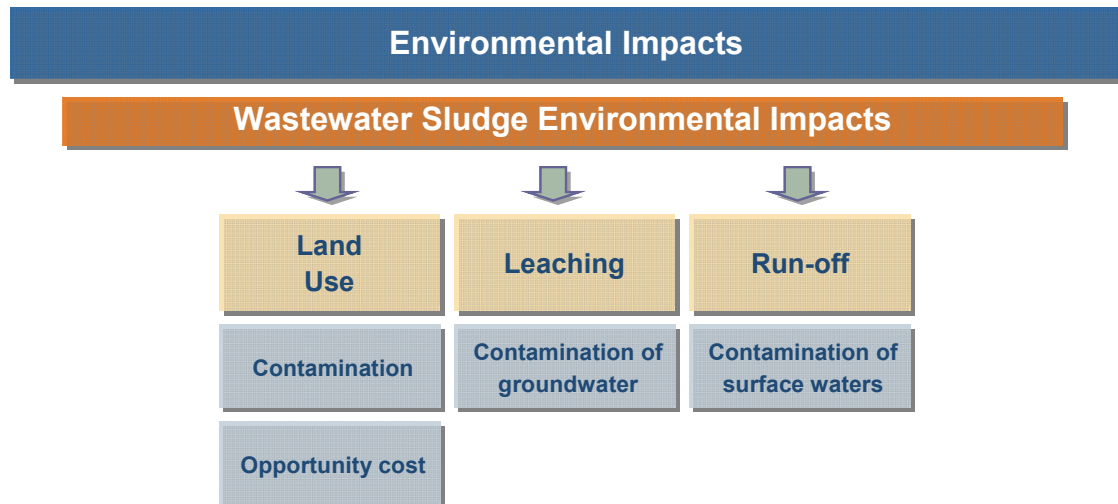 Environmental Impacts
Wastewater Sludge Environmental Impacts
Land
Use
Leaching
Run-off
Contamination
Contamination of
groundwater
Contamination of
surface waters
Opportunity cost